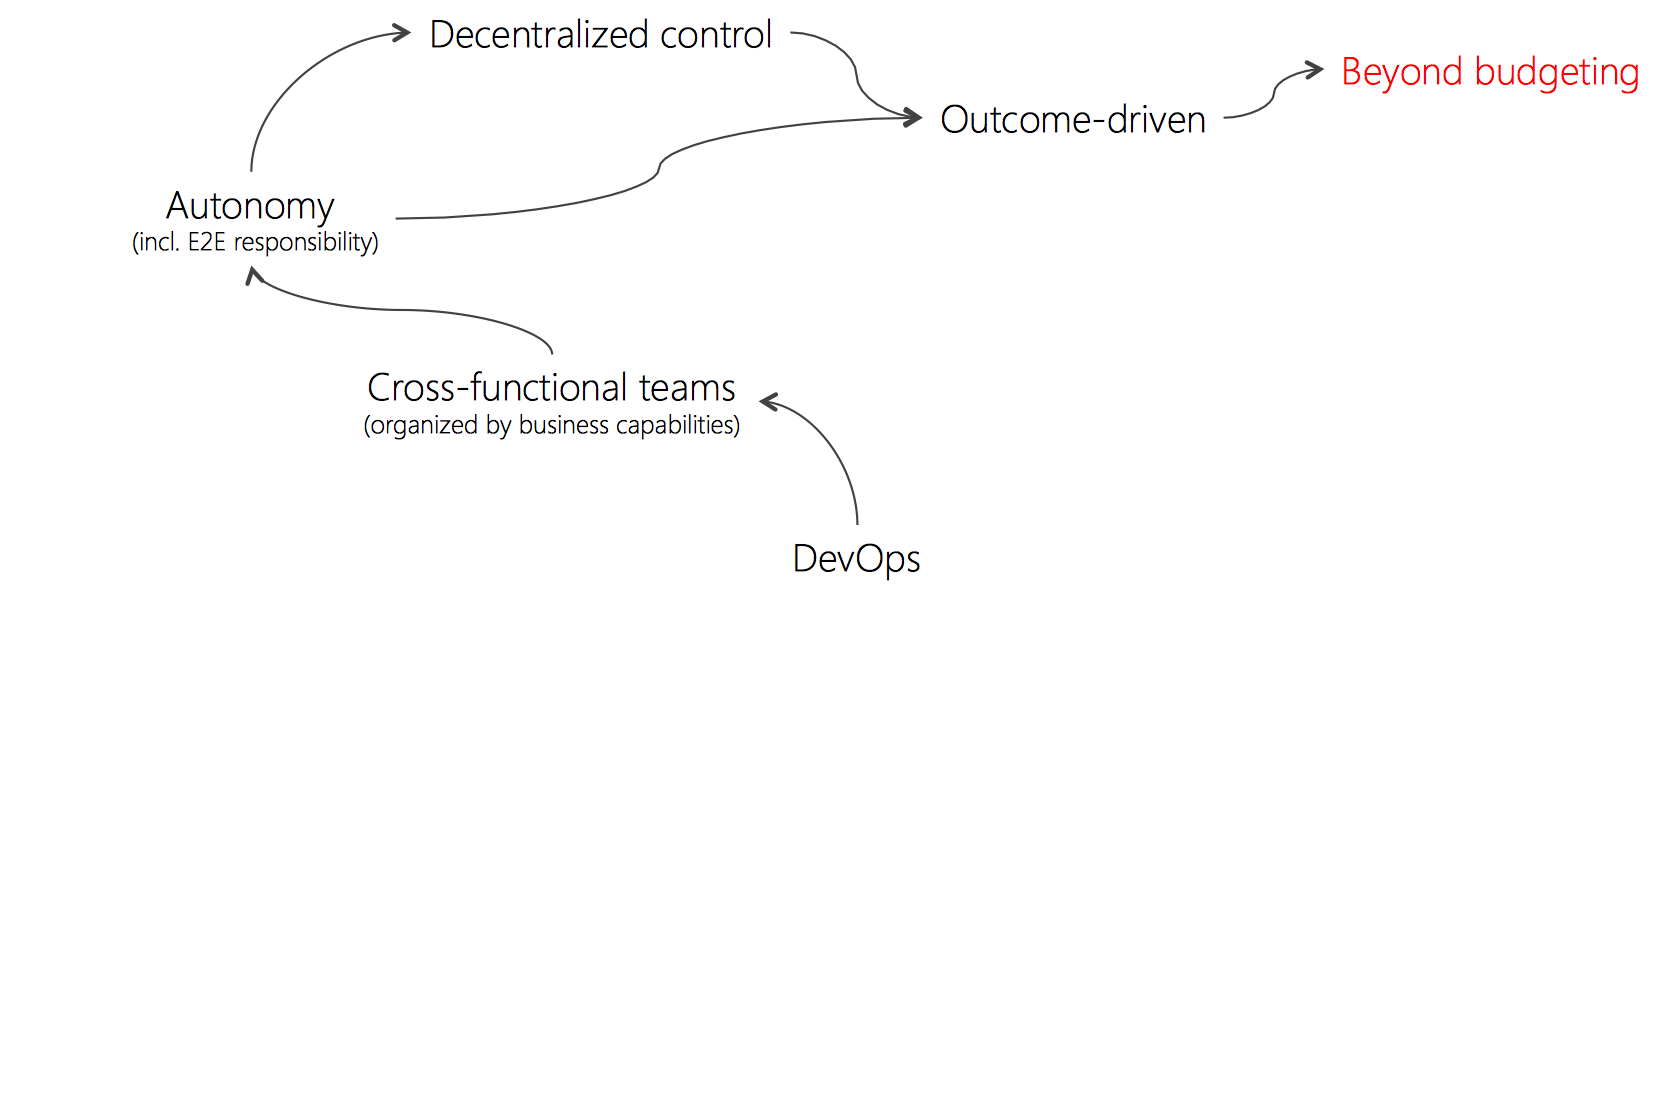 Decentralized control
Beyond budgeting
Outcome-driven
Autonomy
(incl. E2E responsibility)
Cross-functional teams
(organized by business capabilities)
DevOps